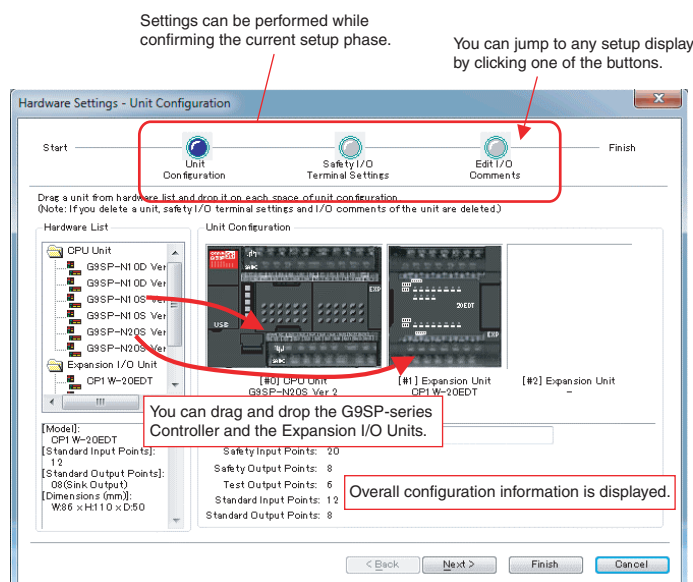 Settings can be performed while
confirming the current setup phase.
You can jump to any setup display
by clicking one of the buttons.
Hardware Settings - Unit Configuration
Start
Unit
Configuration
Safety I/O
Terminal Settings
Edit I/O
Comments
Finish
Drag a unit from hardware list and drop it on each space of unit configuration.
(Note: If you delete a unit, safety I/O terminal settings and I/O comments of the unit are deleted.)
Hardware List
CPU Unit
G9SP-N10D Ver
G9SP-N10D Ver
G9SP-N10S Ver
G9SP-N10S Ver
G9SP-N20S Ver
G9SP-N20S Ver
Expansion I/O Unit
CP1W-20EDT
[Model]:
CP1W-20EDT
[Standard Input Points]:
12
[Standard Output Points]:
08(Sink Output)
[Dimensions (mm)]:
W:86 x H:110 x D:50
Unit Configuration
USB
EXP
20EDT
EXP
[#0] CPU Unit
G9SP-N20S Ver 2
[#1] Expansion Unit
CP1W-20EDT
[#2] Expansion Unit
-
You can drag and drop the G9SP-series
Controller and the Expansion I/O Units.
Safety Input Points: 20
Safety Output Points: 8
Test Output Points: 6
Standard Input Points: 12
Standard Output Points: 8
Overall configuration information is displayed.
< Back
Next >
Finish
Cancel